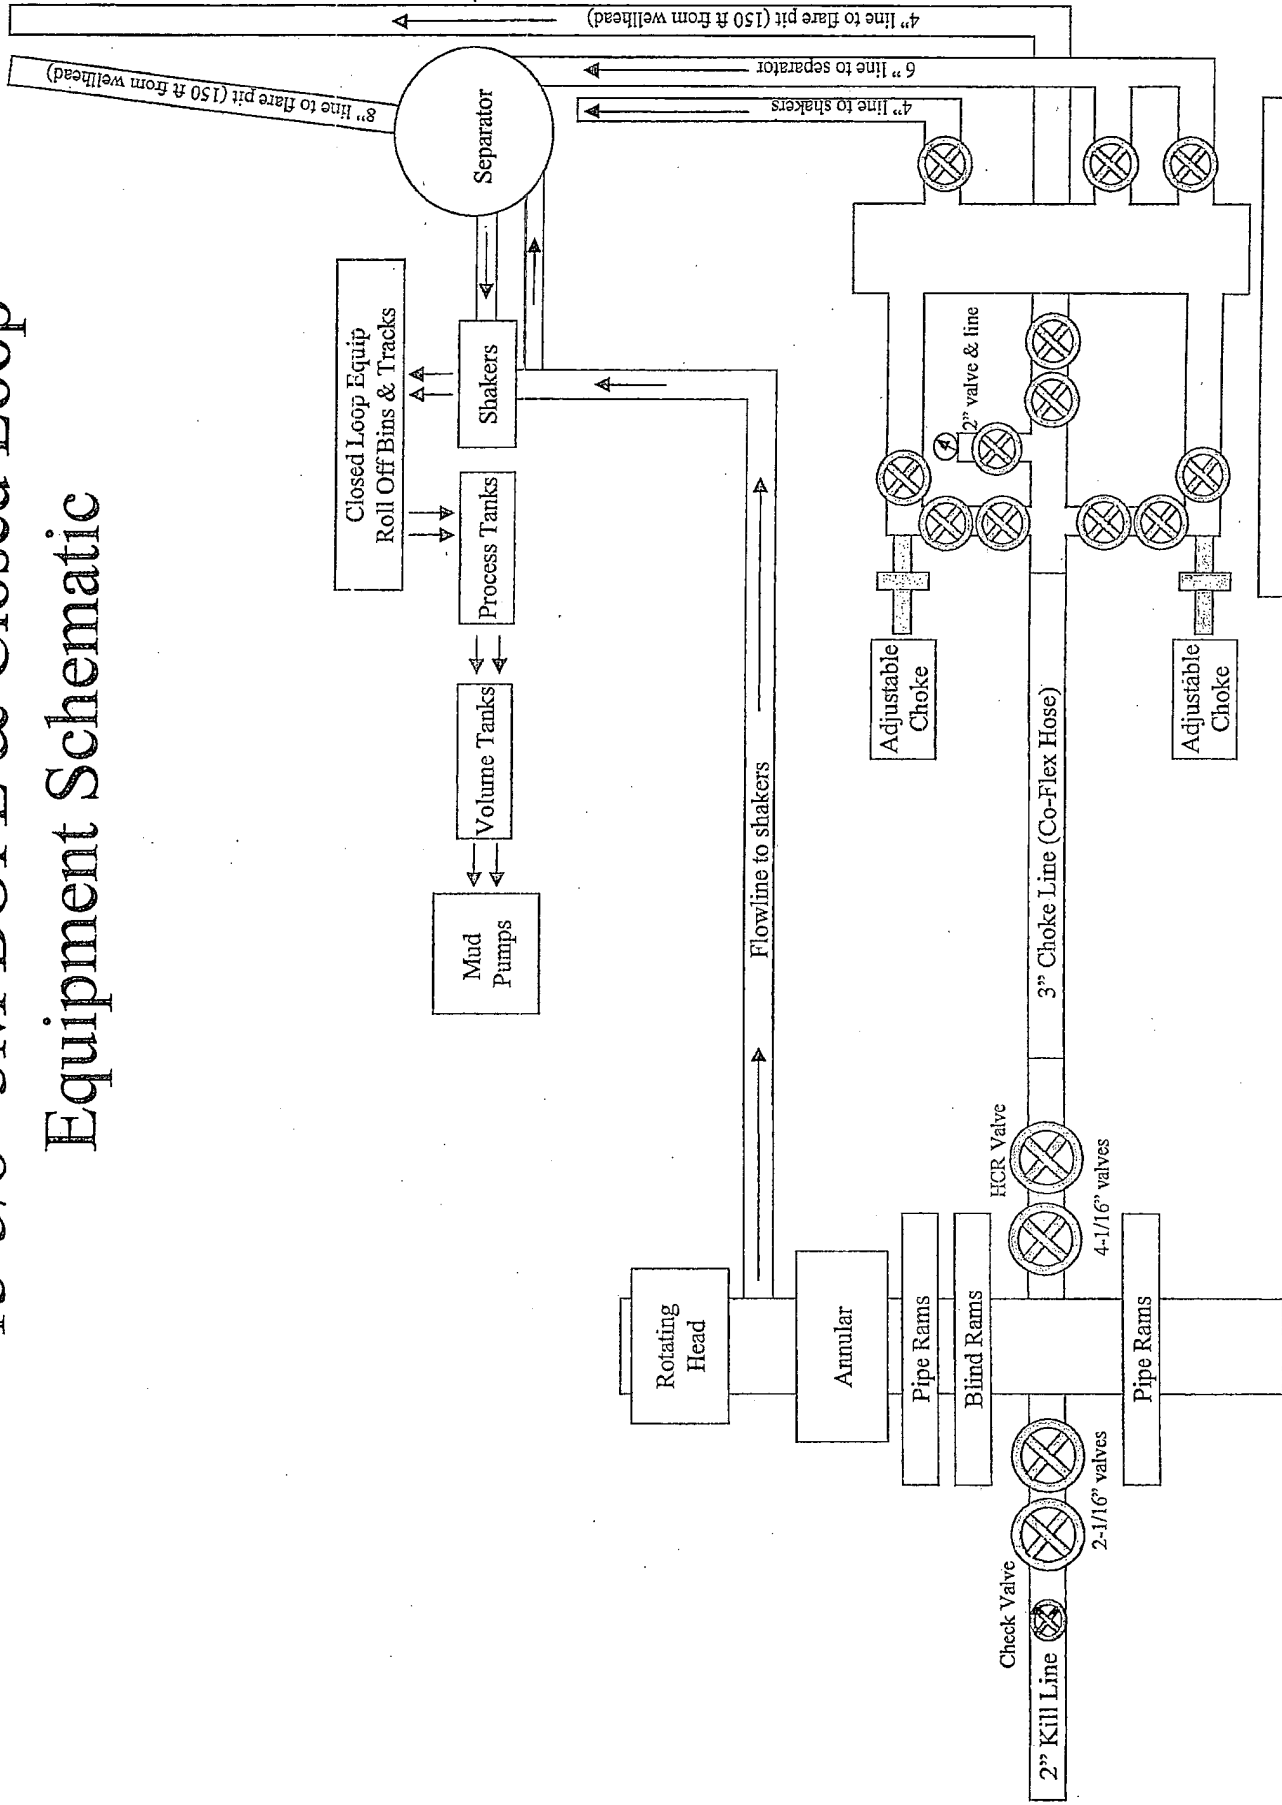 Equipment Schematic
4" line to flare pit (150 ft from wellhead)
8" line to flare pit (150 ft from wellhead)
6" line to separator
4" line to shakers
Separator
Closed Loop Equip
Roll Off Bins & Tracks
Shakers
Process Tanks
Volume Tanks
Mud
Pumps
Flowline to shakers
2" valve & line
Adjustable
Choke
Adjustable
Choke
3" Choke Line (Co-Flex Hose)
HCR Valve
4-1/16" valves
Rotating
Head
Annular
Pipe Rams
Blind Rams
Pipe Rams
2-1/16" valves
Check Valve
2" Kill Line